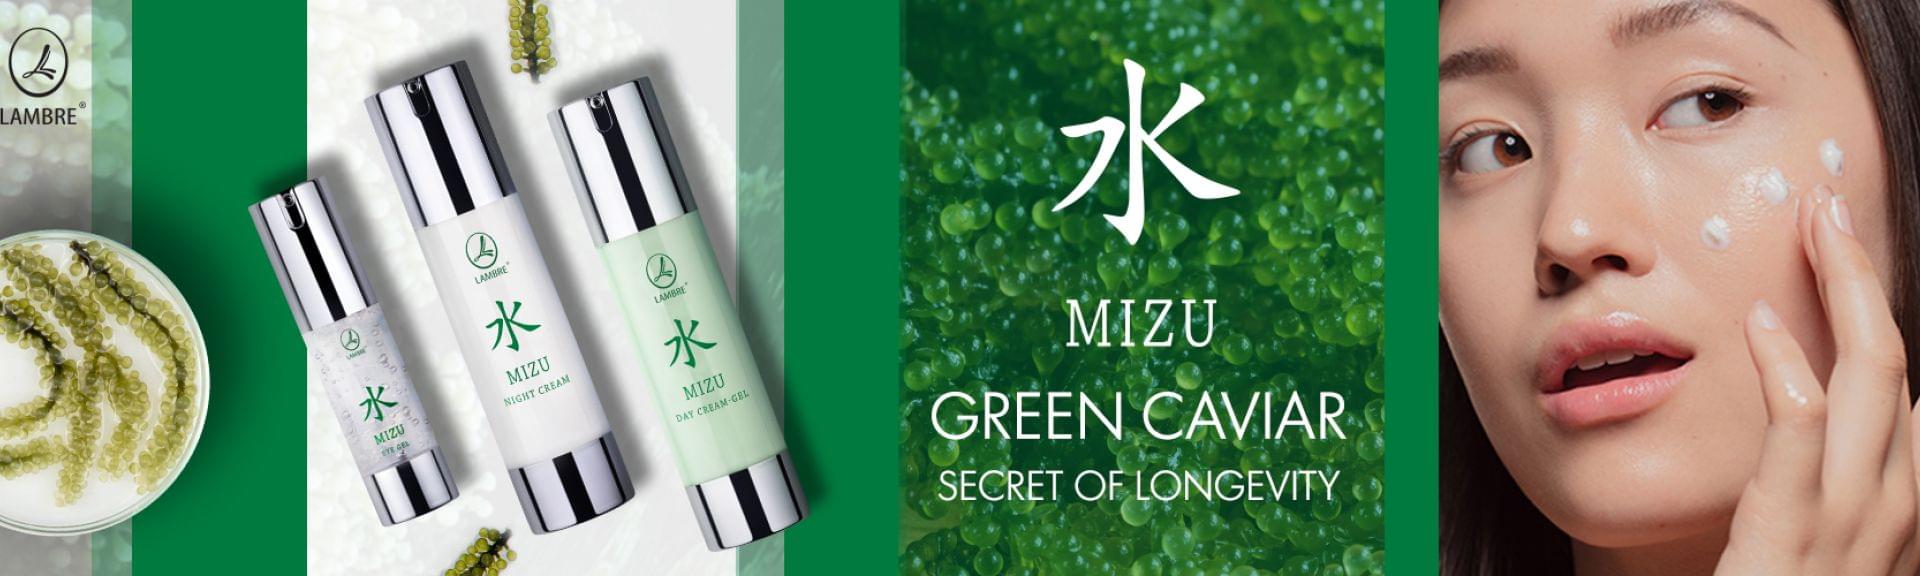 LAMBRE®
LAMBRE®
水
MIZU
EYE GEL
LAMBRE®
水
MIZU
NIGHT CREAM
LAMBRE®
水
MIZU
DAY CREAM-GEL
水
MIZU
GREEN CAVIAR
SECRET OF LONGEVITY